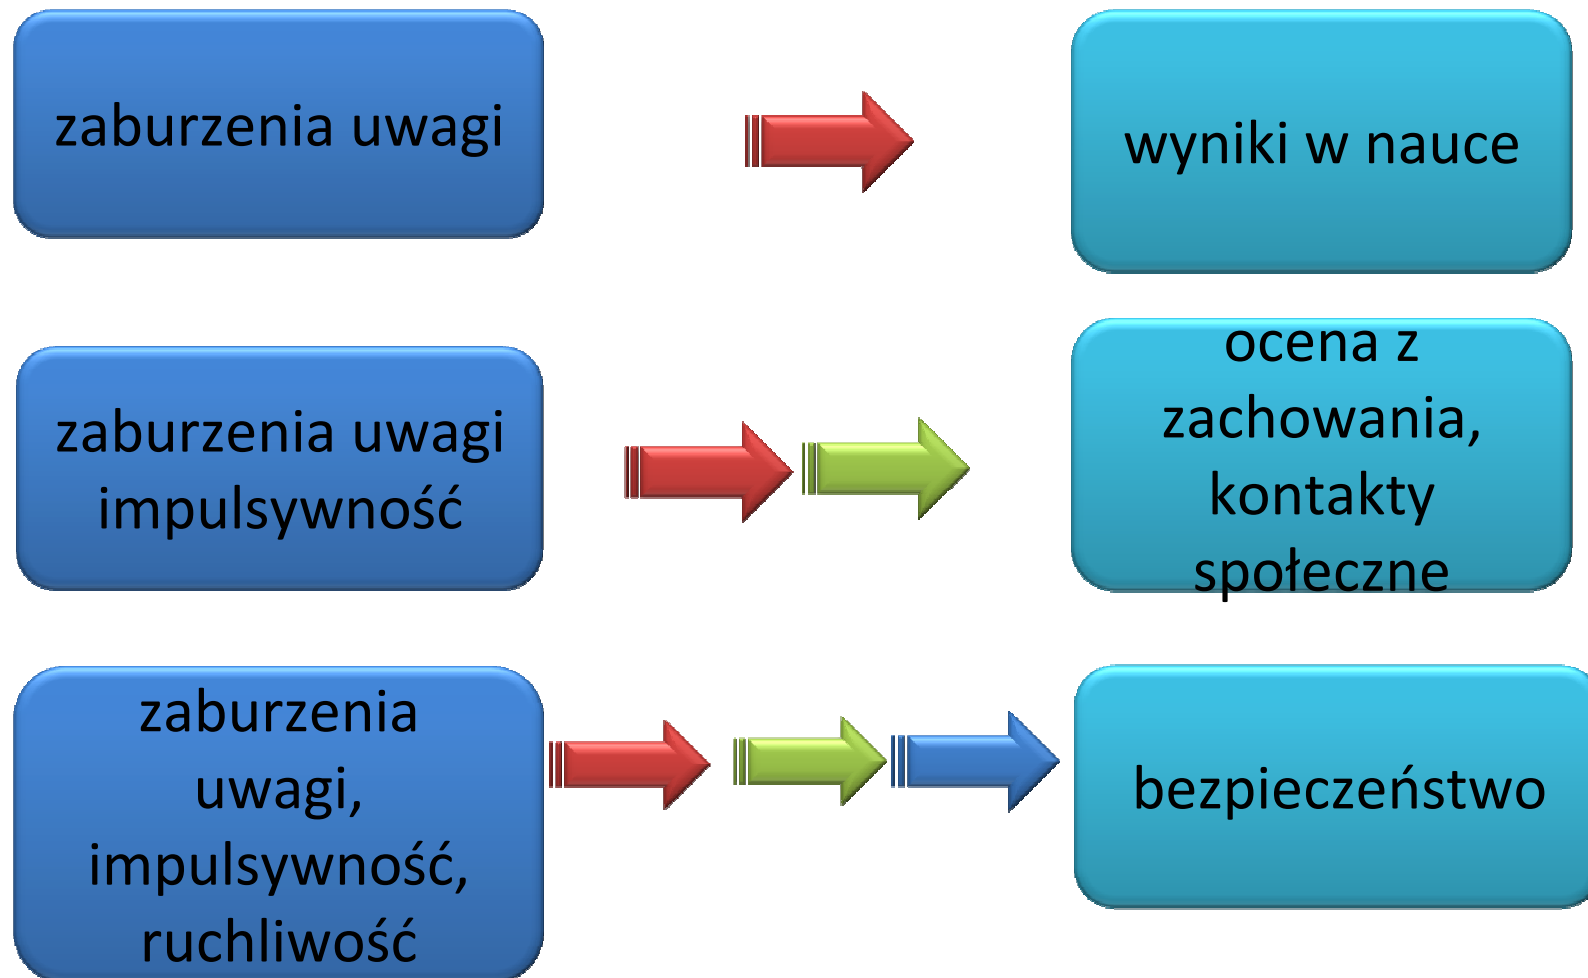 zaburzenia uwagi
wyniki w nauce
zaburzenia uwagi
impulsywność
ocena z
zachowania,
kontakty
społeczne
zaburzenia
uwagi,
impulsywność,
ruchliwość
bezpieczeństwo